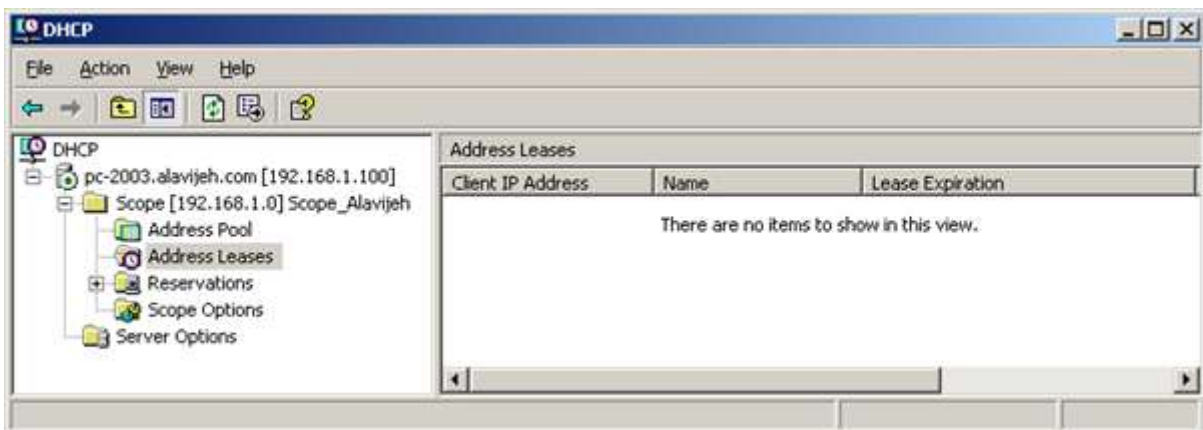 DHCP
File Action View Help
DHCP
pc-2003.alavijeh.com [192.168.1.100]
Scope [192.168.1.0] Scope_Alavijeh
Address Pool
Address Leases
Reservations
Scope Options
Server Options
Address Leases
Client IP Address Name Lease Expiration
There are no items to show in this view.